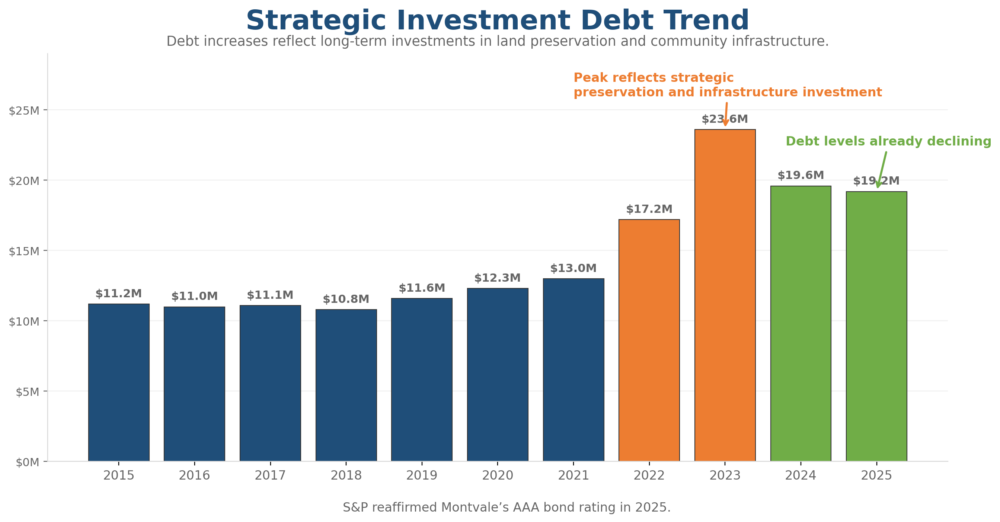 Strategic Investment Debt Trend
Debt increases reflect long-term investments in land preservation and community infrastructure.
Peak reflects strategic
preservation and infrastructure investment
$25M
$23.6M
Debt levels already declining
$20M
$19.6M
$19.2M
$17.2M
$15M
$13.0M
$12.3M
$11.6M
$11.2M
$11.0M
$11.1M
$10.8M
$10M
$5M
$0M
2015 2016 2017 2018 2019 2020 2021 2022 2023 2024 2025
S&P reaffirmed Montvale’s AAA bond rating in 2025.